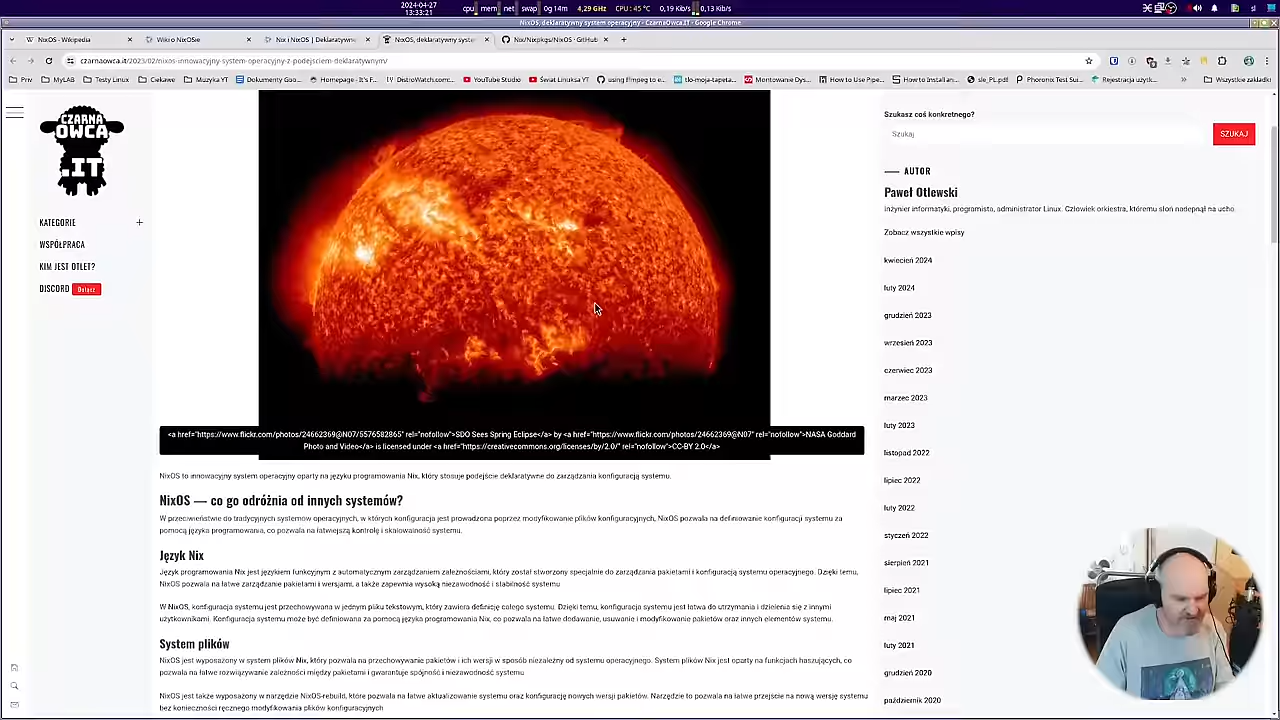 2024-04-27
13:33:21
cpu mem net swap 0g 14m 4,29 GHz CPU: 45 °C 0,19 Kib/s 0,13 Kib/s
sl
NixOS, deklaratywny system operacyjny - CzarnaOwca.IT - Google Chrome
NixOS - Wikipedia
Wiki o NixOSie
Nix i NixOS | Deklaratywne
NixOS, deklaratywny syste
Nix/Nixpkgs/NixOS · GitHub
czarnaowca.it/2023/02/nixos-innowacyjny-system-operacyjny-z-podejsciem-deklaratywnym/
Priv MyLAB Testy Linux Ciekawe Muzyka YT Dokumenty Goo... Homepage - It's F... DistroWatch.com:... YouTube Studio Świat Linuksa YT using ffmpeg to e... tło-moja-tapeta... Montowanie Dys... How to Use Pipe... How to Install an... sle_PL.pdf Phoronix Test Sui... Rejestracja użytk... Wszystkie zakładki
CZARNA
OWCA
.IT
KATEGORIE +
WSPÓŁPRACA
KIM JEST OTLET?
DISCORD Dołącz
<a href="https://www.flickr.com/photos/24662369@N07/5576582865" rel="nofollow">SDO Sees Spring Eclipse</a> by <a href="https://www.flickr.com/photos/24662369@N07" rel="nofollow">NASA Goddard
Photo and Video</a> is licensed under <a href="https://creativecommons.org/licenses/by/2.0/" rel="nofollow">CC-BY 2.0</a>
NixOS to innowacyjny system operacyjny oparty na języku programowania Nix, który stosuje podejście deklaratywne do zarządzania konfiguracją systemu.
NixOS — co go odróżnia od innych systemów?
W przeciwieństwie do tradycyjnych systemów operacyjnych, w których konfiguracja jest prowadzona poprzez modyfikowanie plików konfiguracyjnych, NixOS pozwala na definiowanie konfiguracji systemu za
pomocą języka programowania, co pozwala na łatwiejszą kontrolę i skalowalność systemu.
Język Nix
Język programowania Nix jest językiem funkcyjnym z automatycznym zarządzaniem zależnościami, który został stworzony specjalnie do zarządzania pakietami i konfiguracją systemu operacyjnego. Dzięki temu,
NixOS pozwala na łatwe zarządzanie pakietami i wersjami, a także zapewnia wysoką niezawodność i stabilność systemu
W NixOS, konfiguracja systemu jest przechowywana w jednym pliku tekstowym, który zawiera definicję całego systemu. Dzięki temu, konfiguracja systemu jest łatwa do utrzymania i dzielenia się z innymi
użytkownikami. Konfiguracja systemu może być definiowana za pomocą języka programowania Nix, co pozwala na łatwe dodawanie, usuwanie i modyfikowanie pakietów oraz innych elementów systemu.
System plików
NixOS jest wyposażony w system plików Nix, który pozwala na przechowywanie pakietów i ich wersji w sposób niezależny od systemu operacyjnego. System plików Nix jest oparty na funkcjach haszujących, co
pozwala na łatwe rozwiązywanie zależności między pakietami i gwarantuje spójność i niezawodność systemu
NixOS jest także wyposażony w narzędzie NixOS-rebuild, które pozwala na łatwe aktualizowanie systemu oraz konfigurację nowych wersji pakietów. Narzędzie to pozwala na łatwe przejście na nową wersję systemu
bez konieczności ręcznego modyfikowania plików konfiguracyjnych
Szukasz coś konkretnego?
Szukaj
SZUKAJ
AUTOR
Paweł Otlewski
Inżynier informatyki, programista, administrator Linux. Człowiek orkiestra, któremu słoń nadepnął na ucho.
Zobacz wszystkie wpisy
kwiecień 2024
luty 2024
grudzień 2023
wrzesień 2023
czerwiec 2023
marzec 2023
luty 2023
listopad 2022
lipiec 2022
luty 2022
styczeń 2022
sierpień 2021
lipiec 2021
maj 2021
luty 2021
grudzień 2020
październik 2020